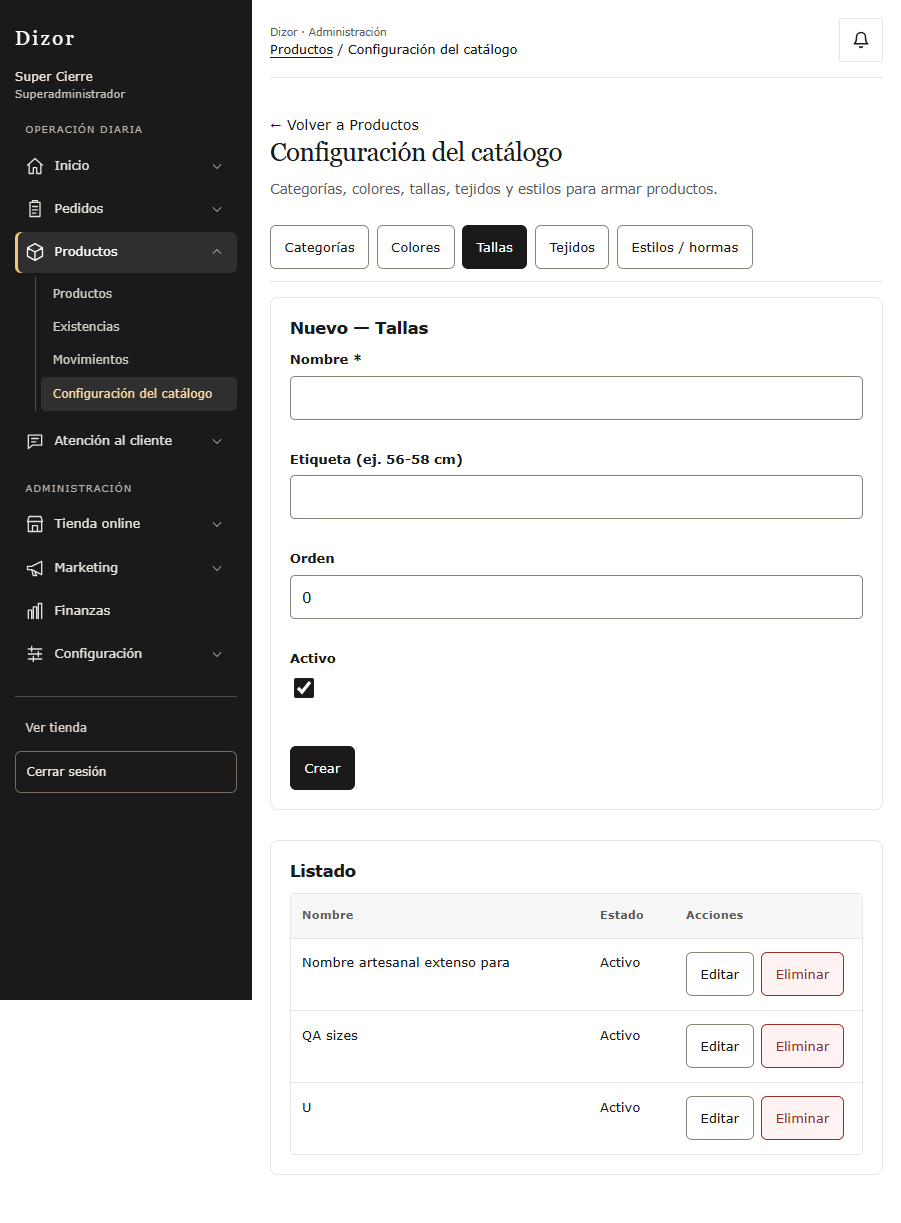 Dizor
Super Cierre
Superadministrador
OPERACIÓN DIARIA
Inicio
Pedidos
Productos
Productos
Existencias
Movimientos
Configuración del catálogo
Atención al cliente
ADMINISTRACIÓN
Tienda online
Marketing
Finanzas
Configuración
Ver tienda
Cerrar sesión
Dizor · Administración
Productos / Configuración del catálogo
← Volver a Productos
Configuración del catálogo
Categorías, colores, tallas, tejidos y estilos para armar productos.
Categorías Colores Tallas Tejidos Estilos / hormas
Nuevo — Tallas
Nombre *
Etiqueta (ej. 56-58 cm)
Orden
0
Activo
Crear
Listado
Nombre Estado Acciones
Nombre artesanal extenso para Activo Editar Eliminar
QA sizes Activo Editar Eliminar
U Activo Editar Eliminar